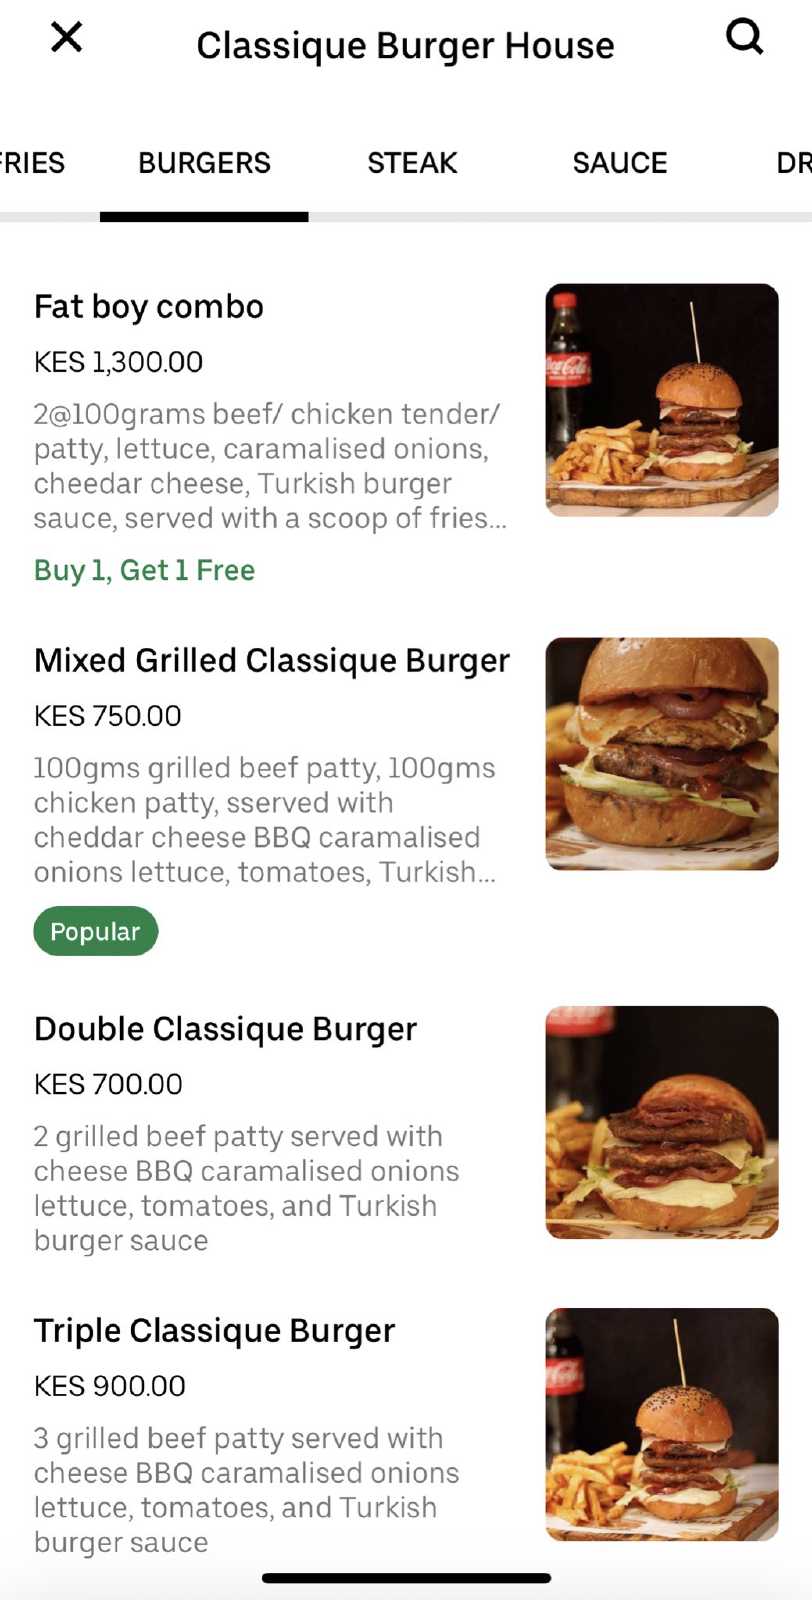 Classique Burger House
FRIES BURGERS STEAK SAUCE DR
Fat boy combo
KES 1,300.00
2@100grams beef/ chicken tender/
patty, lettuce, caramalised onions,
cheedar cheese, Turkish burger
sauce, served with a scoop of fries...
Buy 1, Get 1 Free
Mixed Grilled Classique Burger
KES 750.00
100gms grilled beef patty, 100gms
chicken patty, sserved with
cheddar cheese BBQ caramalised
onions lettuce, tomatoes, Turkish...
Popular
Double Classique Burger
KES 700.00
2 grilled beef patty served with
cheese BBQ caramalised onions
lettuce, tomatoes, and Turkish
burger sauce
Triple Classique Burger
KES 900.00
3 grilled beef patty served with
cheese BBQ caramalised onions
lettuce, tomatoes, and Turkish
burger sauce
Coca-Cola